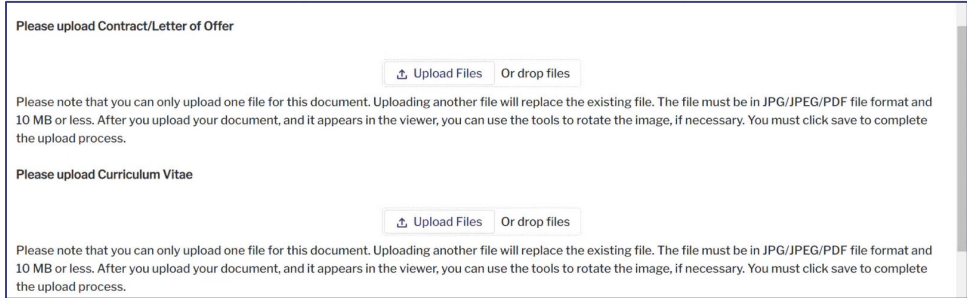 Please upload Contract/Letter of Offer
Upload Files Or drop files
Please note that you can only upload one file for this document. Uploading another file will replace the existing file. The file must be in JPG/JPEG/PDF file format and
10 MB or less. After you upload your document, and it appears in the viewer, you can use the tools to rotate the image, if necessary. You must click save to complete
the upload process.
Please upload Curriculum Vitae
Upload Files Or drop files
Please note that you can only upload one file for this document. Uploading another file will replace the existing file. The file must be in JPG/JPEG/PDF file format and
10 MB or less. After you upload your document, and it appears in the viewer, you can use the tools to rotate the image, if necessary. You must click save to complete
the upload process.